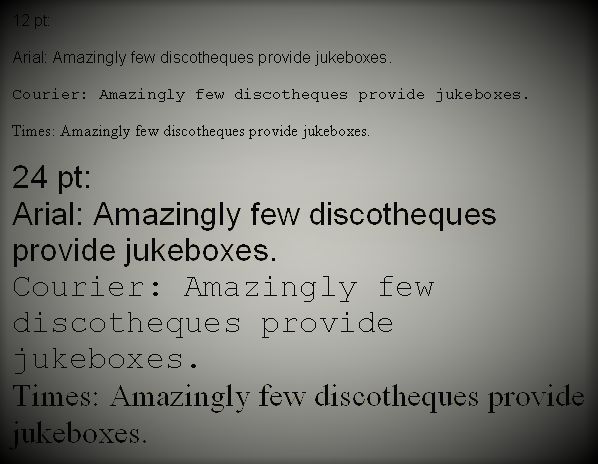 12 pt:
Arial: Amazingly few discotheques provide jukeboxes.
Courier: Amazingly few discotheques provide jukeboxes.
Times: Amazingly few discotheques provide jukeboxes.
24 pt:
Arial: Amazingly few discotheques
provide jukeboxes.
Courier: Amazingly few
discotheques provide
jukeboxes.
Times: Amazingly few discotheques provide
jukeboxes.